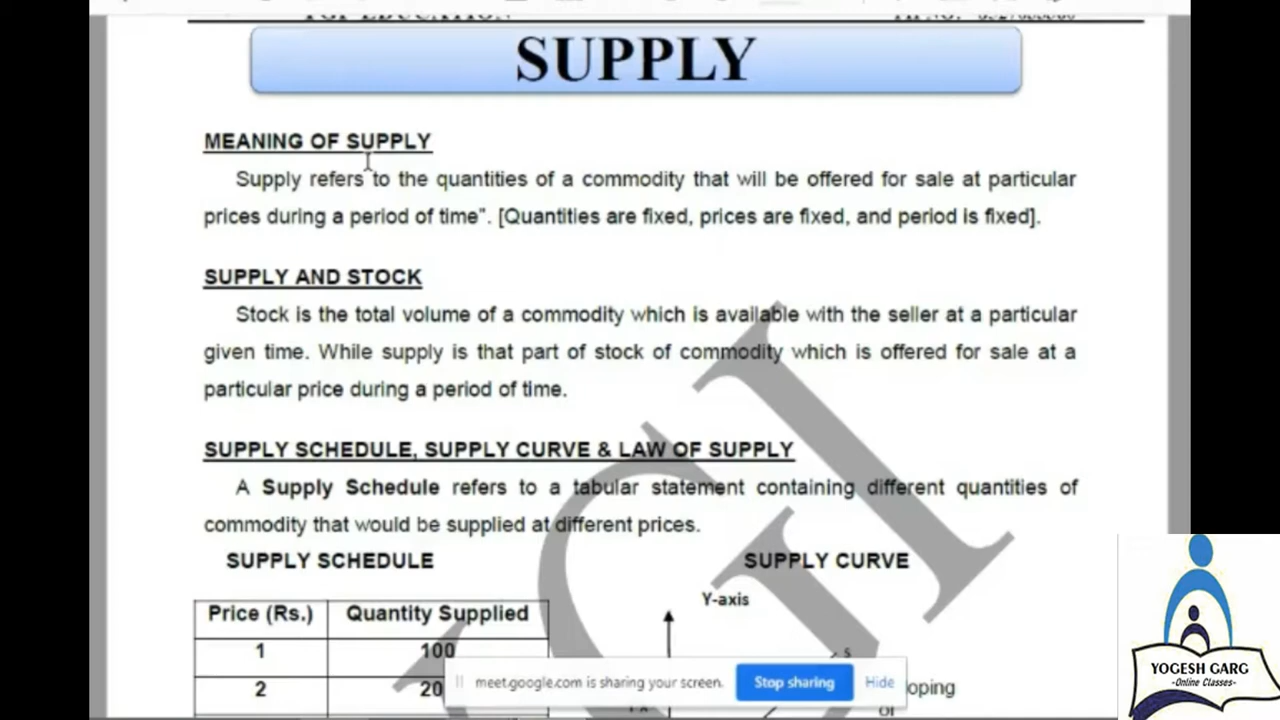 SUPPLY
MEANING OF SUPPLY
Supply refers to the quantities of a commodity that will be offered for sale at particular
prices during a period of time". [Quantities are fixed, prices are fixed, and period is fixed].
SUPPLY AND STOCK
Stock is the total volume of a commodity which is available with the seller at a particular
given time. While supply is that part of stock of commodity which is offered for sale at a
particular price during a period of time.
SUPPLY SCHEDULE, SUPPLY CURVE & LAW OF SUPPLY
A Supply Schedule refers to a tabular statement containing different quantities of
commodity that would be supplied at different prices.
SUPPLY SCHEDULE
SUPPLY CURVE
Price (Rs.) Quantity Supplied
1 100
2 20
Y-axis
s
oping
meet.google.com is sharing your screen. Stop sharing Hide
YOGESH GARG
-Online Classes-